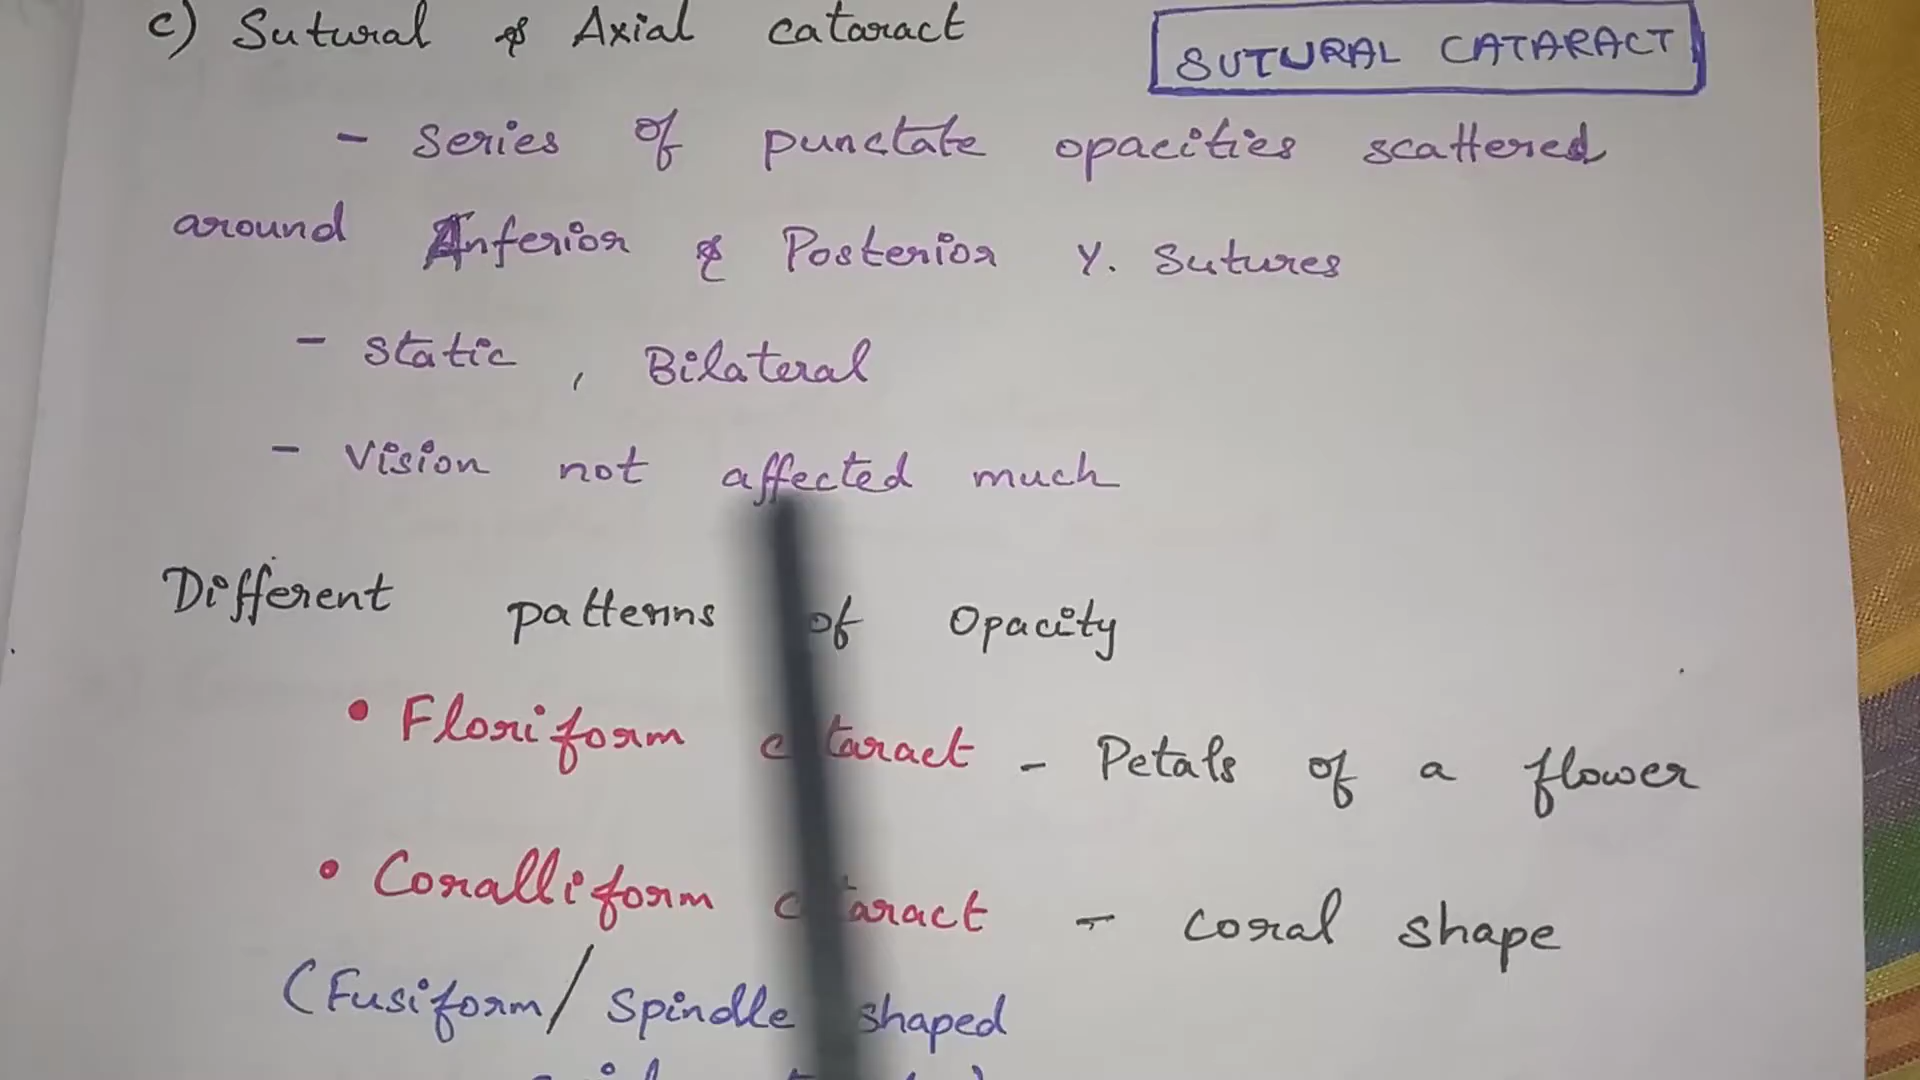 c) Sutural & Axial cataract
SUTURAL CATARACT
- Series of punctate opacities scattered
around Anferior & Posterior Y. Sutures
- Static , Bilateral
- Vision not affected much
Different patterns of Opacity
• Floriform cataract - Petals of a flower
• Coralliform cataract - coral shape
(Fusiform/ Spindle shaped